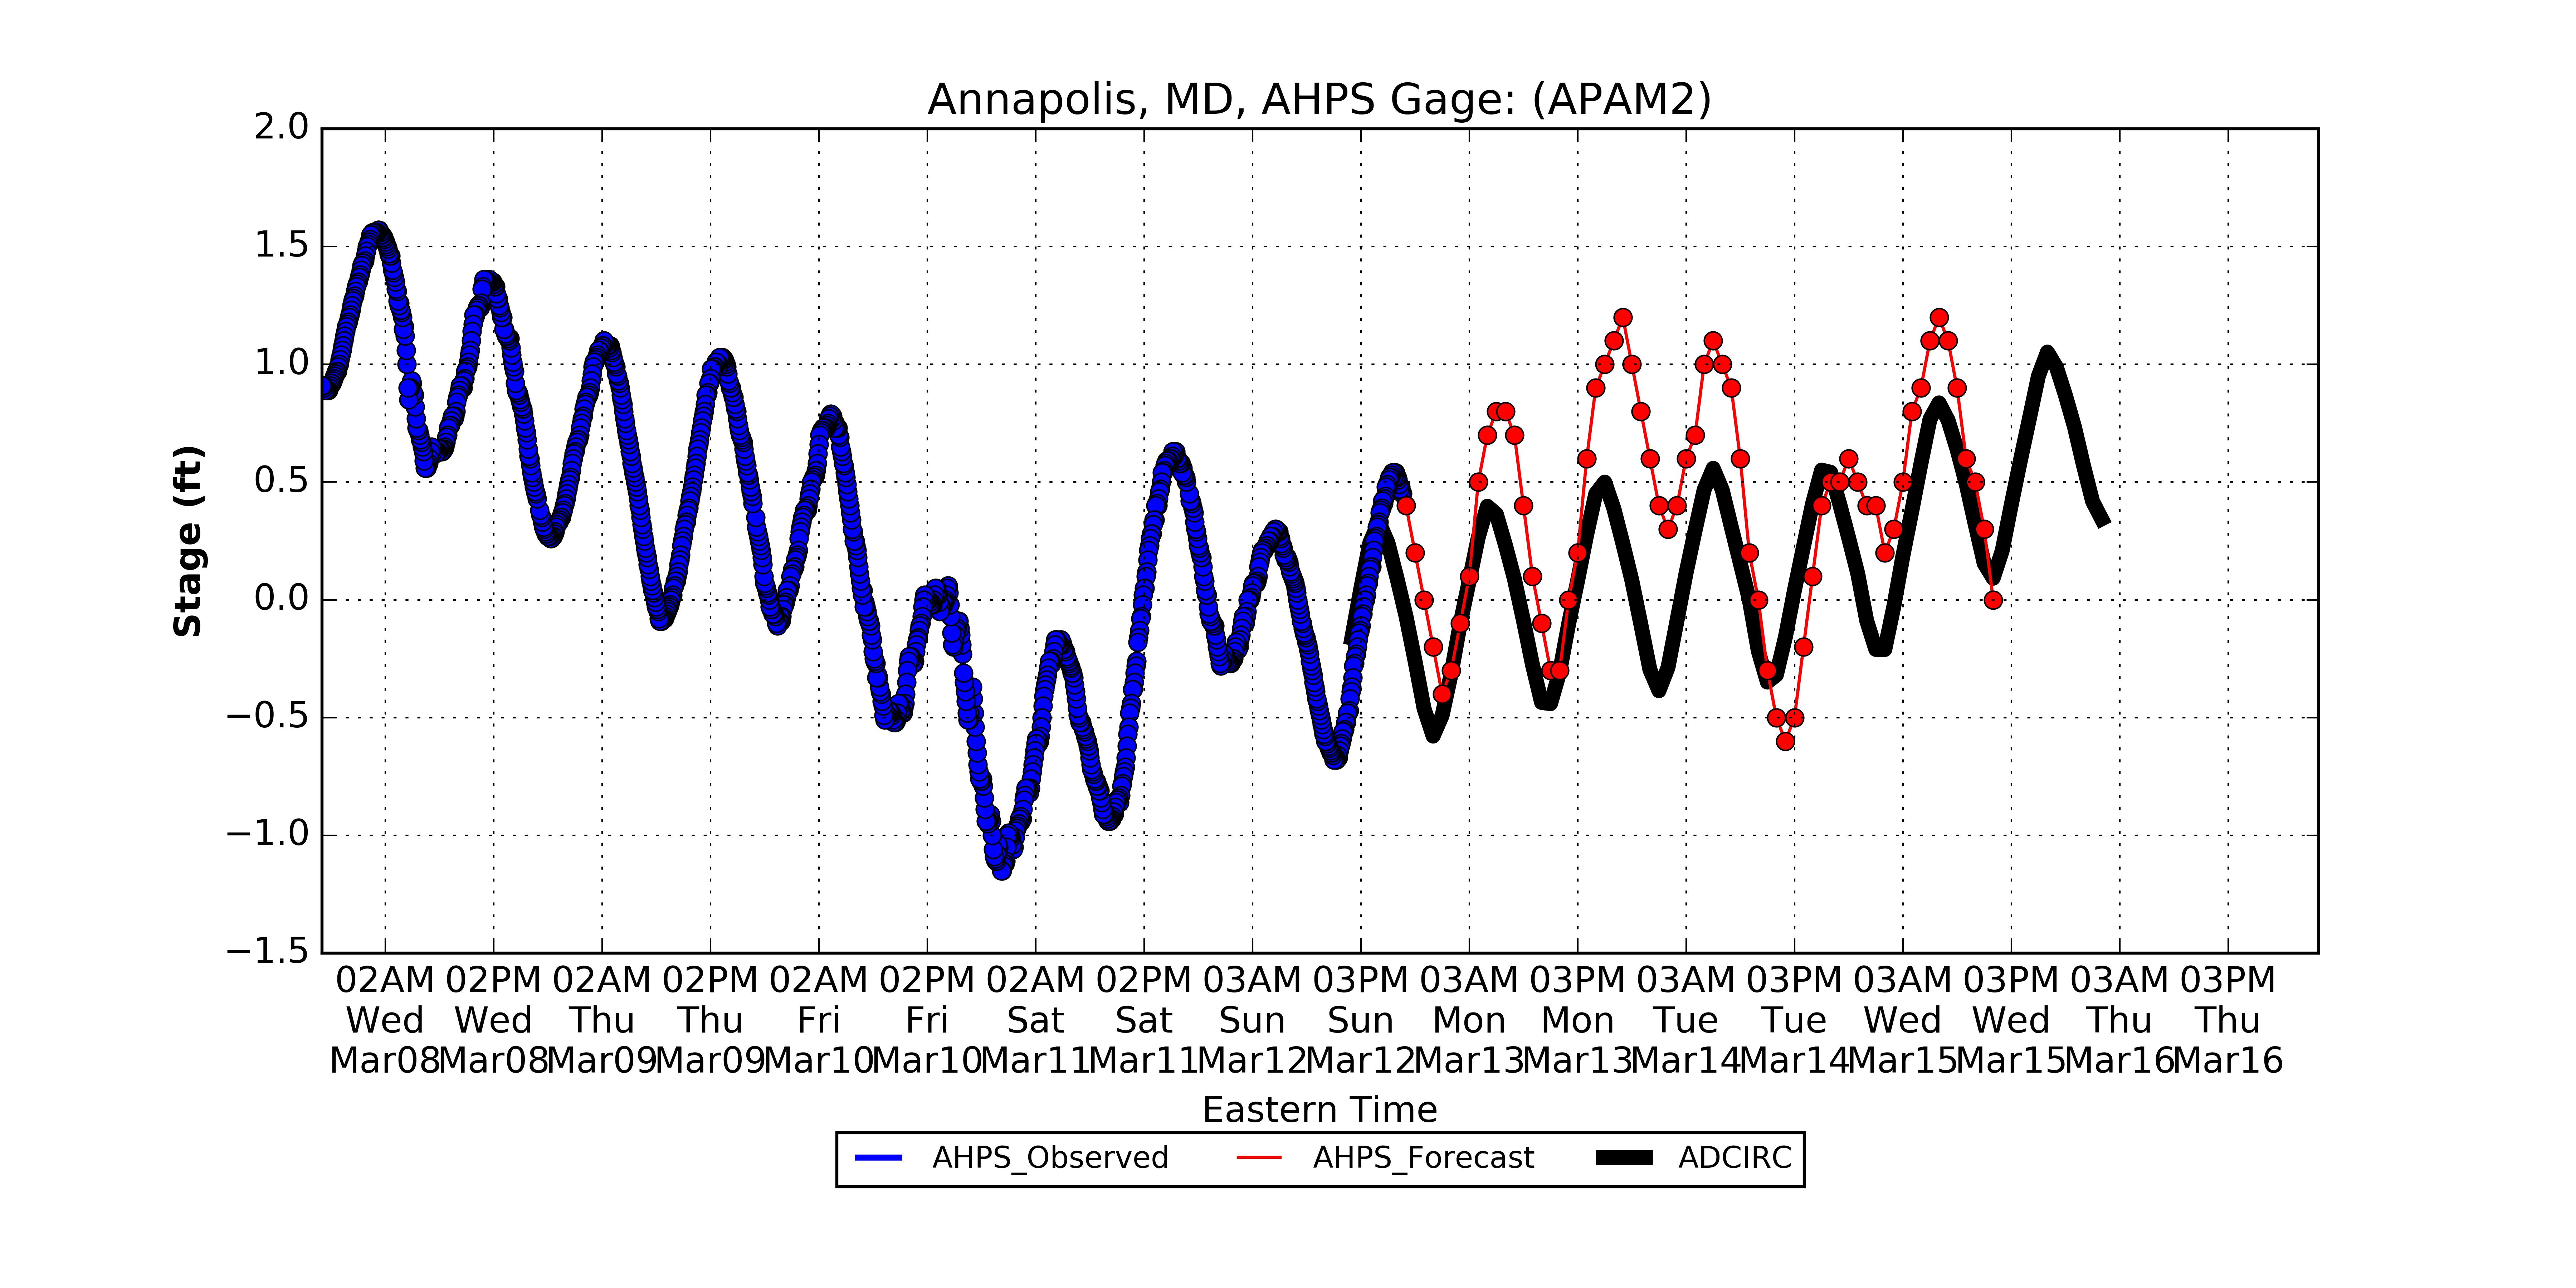 Annapolis, MD, AHPS Gage: (APAM2)
2.0
1.5
1.0
0.5
0.0
−0.5
−1.0
−1.5
Stage (ft)
02AM 02PM 02AM 02PM 02AM 02PM 02AM 02PM 03AM 03PM 03AM 03PM 03AM 03PM 03AM 03PM 03AM 03PM
Wed Wed Thu Thu Fri Fri Sat Sat Sun Sun Mon Mon Tue Tue Wed Wed Thu Thu
Mar08 Mar08 Mar09 Mar09 Mar10 Mar10 Mar11 Mar11 Mar12 Mar12 Mar13 Mar13 Mar14 Mar14 Mar15 Mar15 Mar16 Mar16
Eastern Time
AHPS_Observed AHPS_Forecast ADCIRC